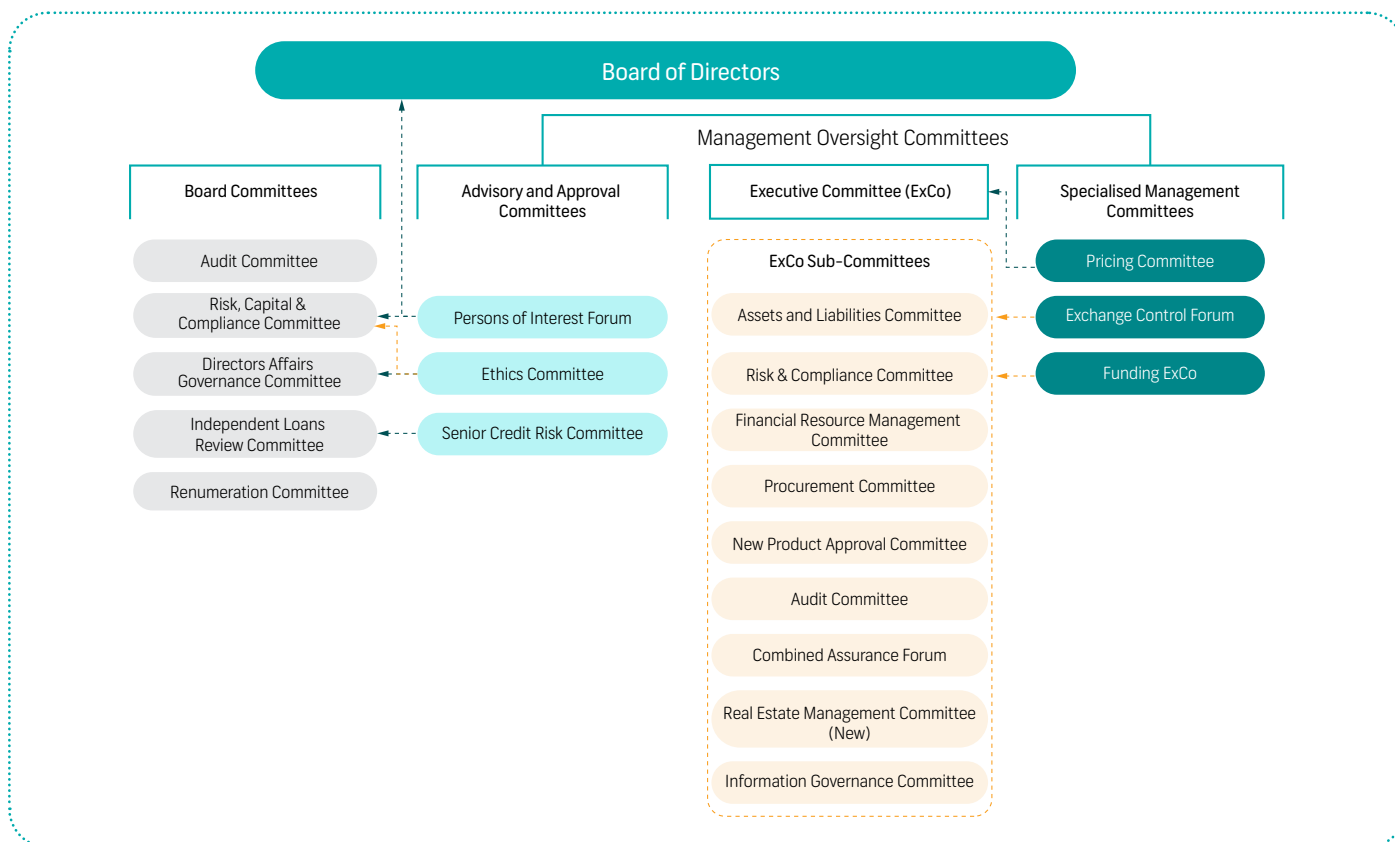 Board of Directors
Management Oversight Committees
Board Committees
Audit Committee
Risk, Capital &
Compliance Committee
Directors Affairs
Governance Committee
Independent Loans
Review Committee
Renumeration Committee
Advisory and Approval
Committees
Persons of Interest Forum
Ethics Committee
Senior Credit Risk Committee
Executive Committee (ExCo)
ExCo Sub-Committees
Assets and Liabilities Committee
Risk & Compliance Committee
Financial Resource Management
Committee
Procurement Committee
New Product Approval Committee
Audit Committee
Combined Assurance Forum
Real Estate Management Committee
(New)
Information Governance Committee
Specialised Management
Committees
Pricing Committee
Exchange Control Forum
Funding ExCo